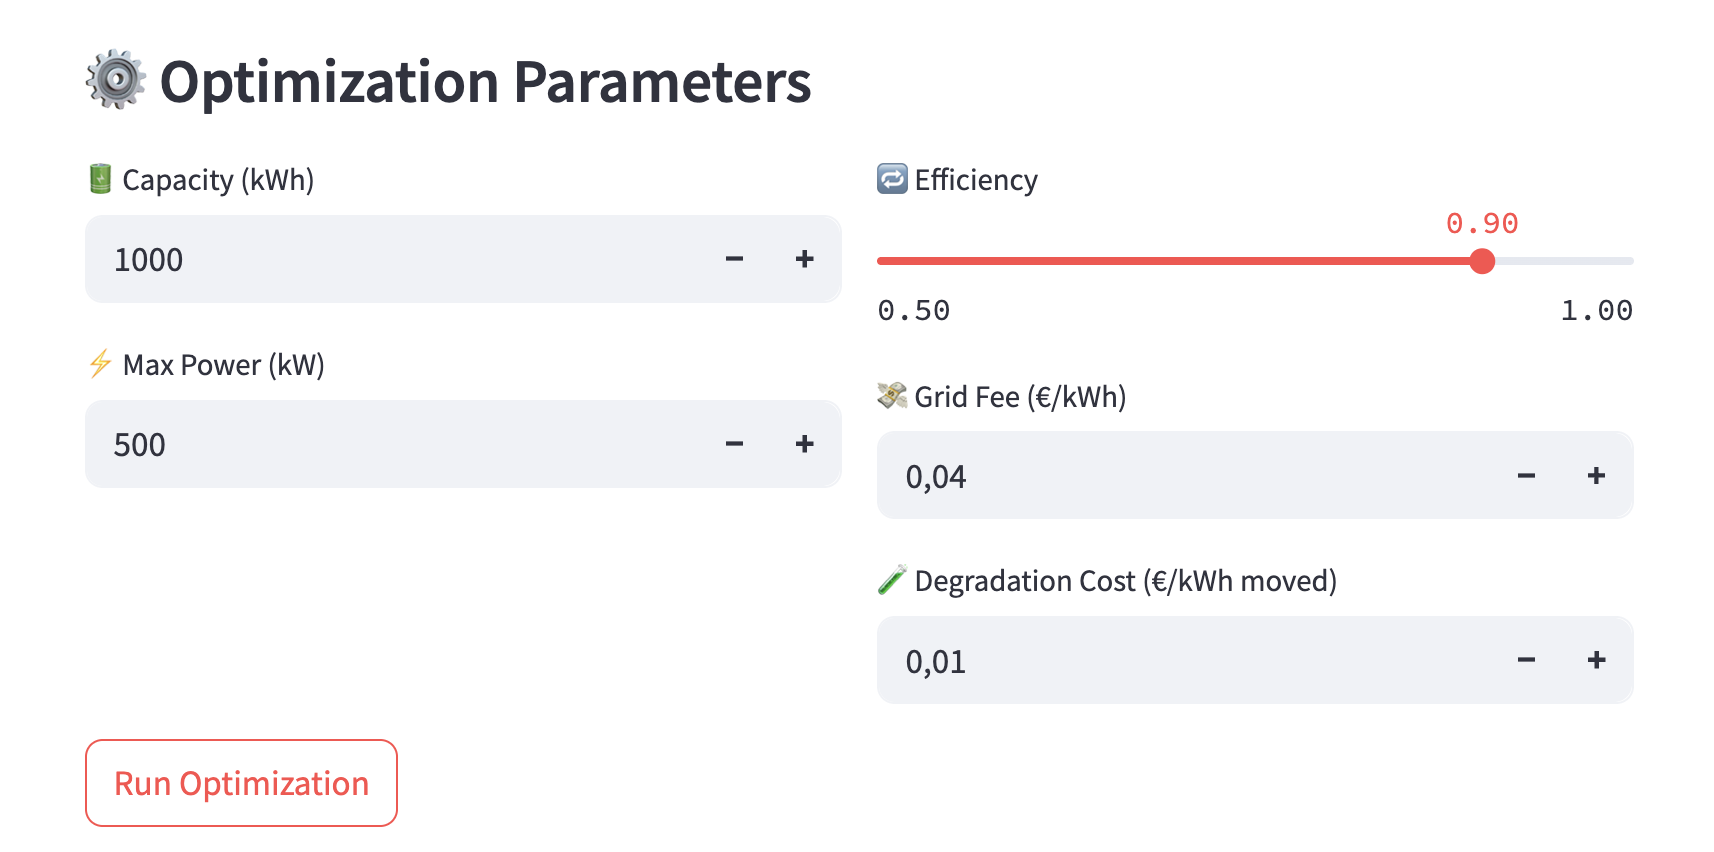 Optimization Parameters
Capacity (kWh)
1000
Max Power (kW)
500
Efficiency
0.90
0.50 1.00
Grid Fee (€/kWh)
0,04
Degradation Cost (€/kWh moved)
0,01
Run Optimization